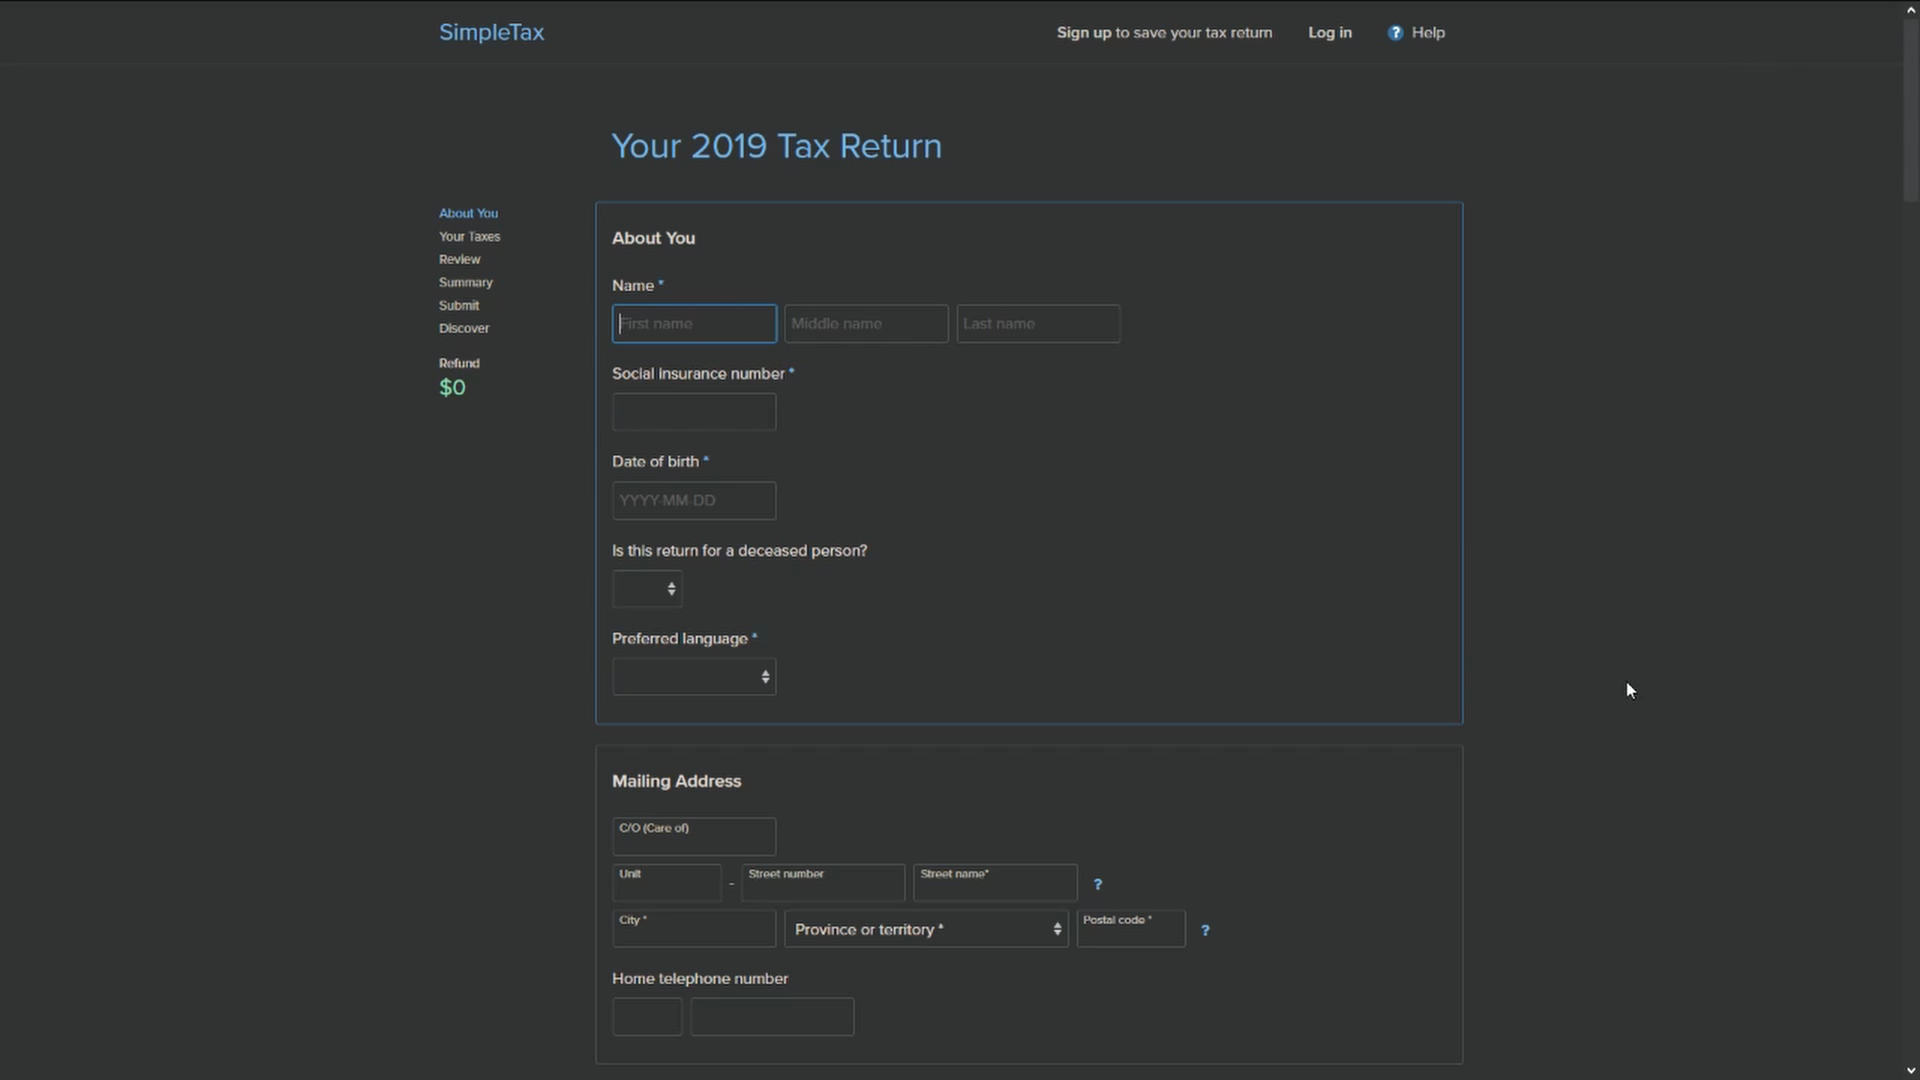 SimpleTax
Sign up to save your tax return
Log in
? Help
Your 2019 Tax Return
About You
Your Taxes
Review
Summary
Submit
Discover
Refund
$0
About You
Name *
First name
Middle name
Last name
Social insurance number *
Date of birth *
YYYY-MM-DD
Is this return for a deceased person?
Preferred language *
Mailing Address
C/O (Care of)
Unit
-
Street number
Street name*
?
City *
Province or territory *
Postal code *
?
Home telephone number